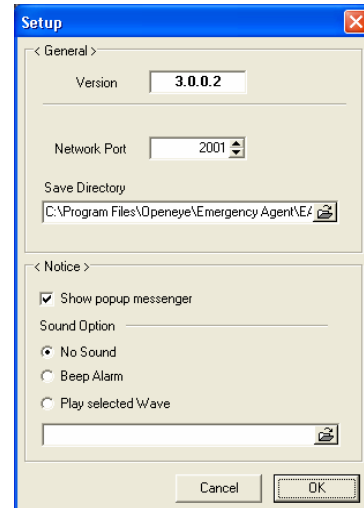 Setup
< General >
Version 3.0.0.2
Network Port 2001
Save Directory
C:\Program Files\Openeye\Emergency Agent\EA
< Notice >
Show popup messenger
Sound Option
No Sound
Beep Alarm
Play selected Wave
Cancel OK